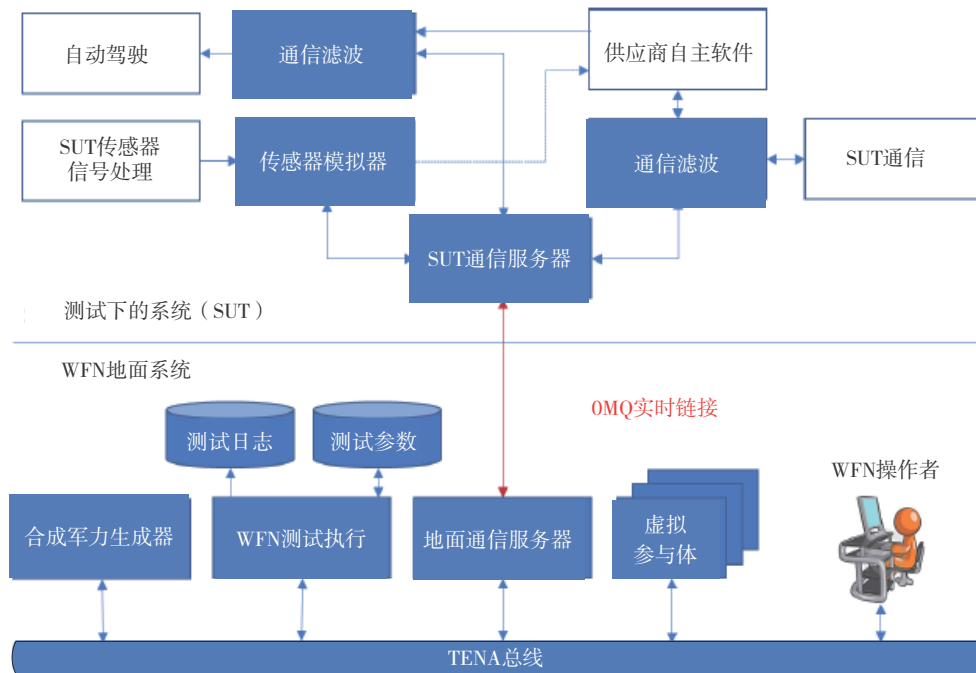 自动驾驶
通信滤波
供应商自主软件
SUT传感器
信号处理
传感器模拟器
通信滤波
SUT通信
SUT通信服务器
测试下的系统（SUT）
WFN地面系统
0MQ实时链接
测试日志
测试参数
WFN操作者
合成军力生成器
WFN测试执行
地面通信服务器
虚拟
参与体
TENA总线